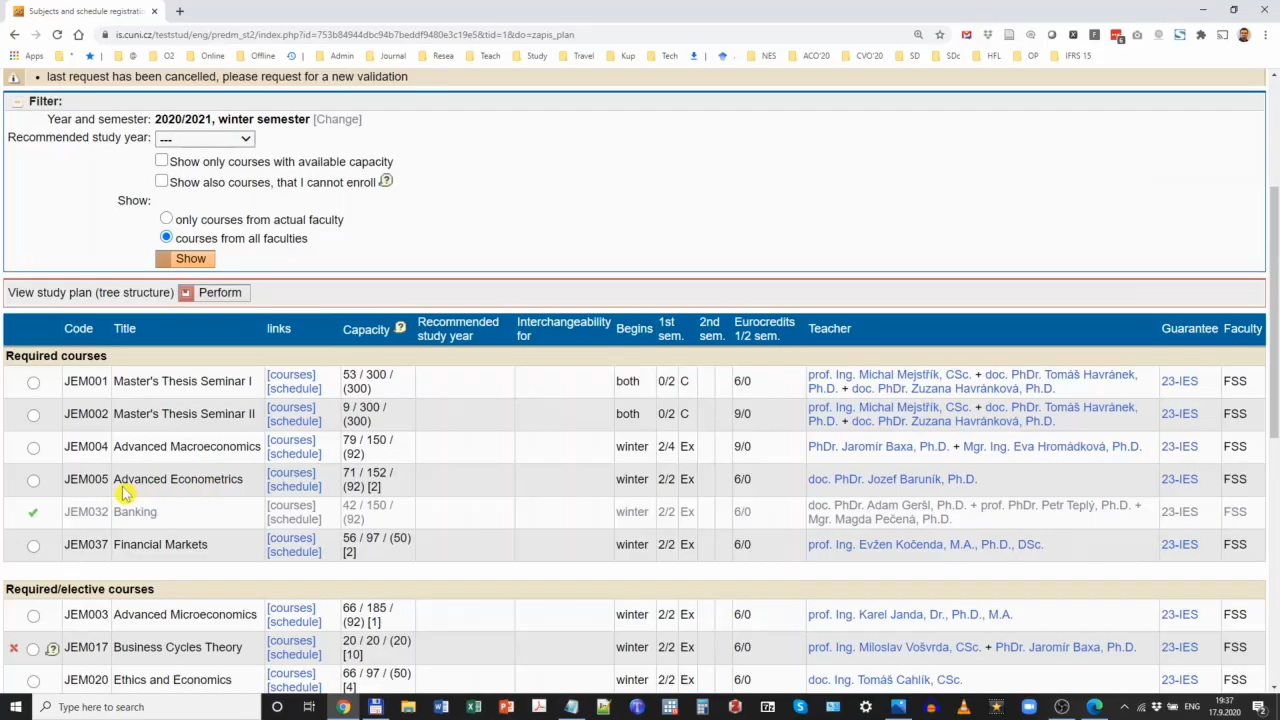 Subjects and schedule registratio
is.cuni.cz/teststud/eng/predm_st2/index.php?id=753b84944dbc94b7beddf9480e3c19e5&tid=1&do=zapis_plan
Apps @ O2 Online Offline Admin Journal Resea Teach Study Travel Kup Tech NES ACO'20 CVO'20 SD SDc HFL OP IFRS 15
• last request has been cancelled, please request for a new validation
Filter:
Year and semester: 2020/2021, winter semester [Change]
Recommended study year: ---
Show only courses with available capacity
Show also courses, that I cannot enroll
Show:
only courses from actual faculty
courses from all faculties
Show
View study plan (tree structure) Perform
Code Title links Capacity Recommended study year Interchangeability for Begins 1st sem. 2nd sem. Eurocredits 1/2 sem. Teacher Guarantee Faculty
Required courses
JEM001 Master's Thesis Seminar I [courses] [schedule] 53 / 300 / (300) both 0/2 C 6/0 prof. Ing. Michal Mejstřík, CSc. + doc. PhDr. Tomáš Havránek, Ph.D. + doc. PhDr. Zuzana Havránková, Ph.D. 23-IES FSS
JEM002 Master's Thesis Seminar II [courses] [schedule] 9 / 300 / (300) both 0/2 C 9/0 prof. Ing. Michal Mejstřík, CSc. + doc. PhDr. Tomáš Havránek, Ph.D. + doc. PhDr. Zuzana Havránková, Ph.D. 23-IES FSS
JEM004 Advanced Macroeconomics [courses] [schedule] 79 / 150 / (92) winter 2/4 Ex 9/0 PhDr. Jaromír Baxa, Ph.D. + Mgr. Ing. Eva Hromádková, Ph.D. 23-IES FSS
JEM005 Advanced Econometrics [courses] [schedule] 71 / 152 / (92) [2] winter 2/2 Ex 6/0 doc. PhDr. Jozef Baruník, Ph.D. 23-IES FSS
JEM032 Banking [courses] [schedule] 42 / 150 / (92) winter 2/2 Ex 6/0 doc. PhDr. Adam Geršl, Ph.D. + prof. PhDr. Petr Teplý, Ph.D. + Mgr. Magda Pečená, Ph.D. 23-IES FSS
JEM037 Financial Markets [courses] [schedule] 56 / 97 / (50) [2] winter 2/2 Ex 6/0 prof. Ing. Evžen Kočenda, M.A., Ph.D., DSc. 23-IES FSS
Required/elective courses
JEM003 Advanced Microeconomics [courses] [schedule] 66 / 185 / (92) [1] winter 2/2 Ex 6/0 prof. Ing. Karel Janda, Dr., Ph.D., M.A. 23-IES FSS
JEM017 Business Cycles Theory [courses] [schedule] 20 / 20 / (20) [10] winter 2/2 Ex 6/0 prof. Ing. Miloslav Vošvrda, CSc. + PhDr. Jaromír Baxa, Ph.D. 23-IES FSS
JEM020 Ethics and Economics [courses] [schedule] 66 / 97 / (50) [4] winter 2/2 Ex 6/0 doc. Ing. Tomáš Cahlík, CSc. 23-IES FSS
Type here to search
ENG
19:37
17.9.2020